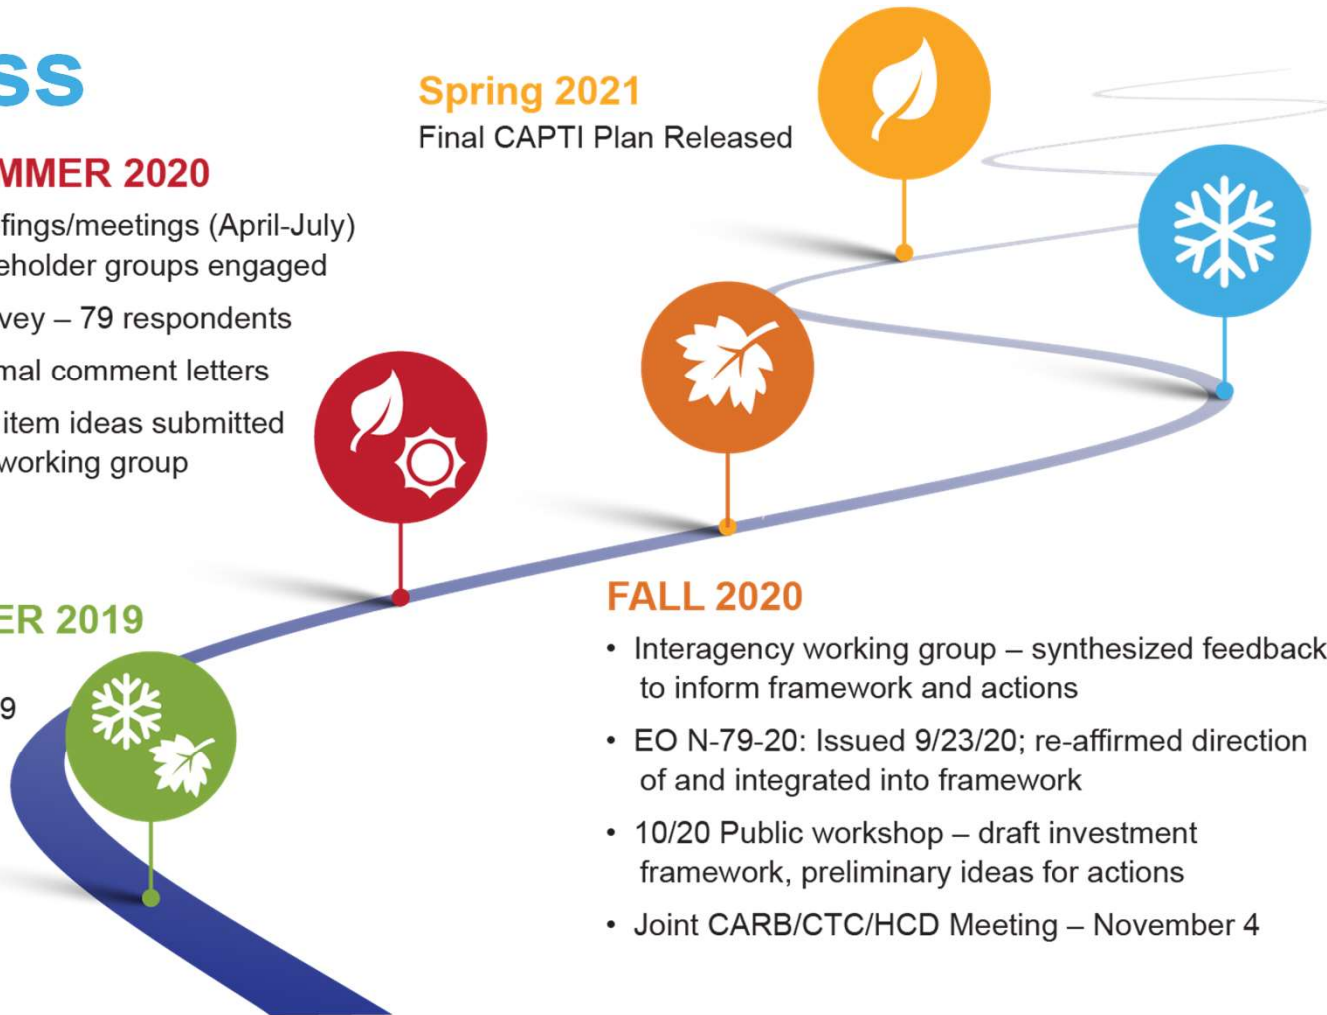 ss
Spring 2021
Final CAPTI Plan Released
MMER 2020
fings/meetings (April-July)
eholder groups engaged
vey – 79 respondents
mal comment letters
item ideas submitted
working group
ER 2019
9
FALL 2020
• Interagency working group – synthesized feedback
to inform framework and actions
• EO N-79-20: Issued 9/23/20; re-affirmed direction
of and integrated into framework
• 10/20 Public workshop – draft investment
framework, preliminary ideas for actions
• Joint CARB/CTC/HCD Meeting – November 4